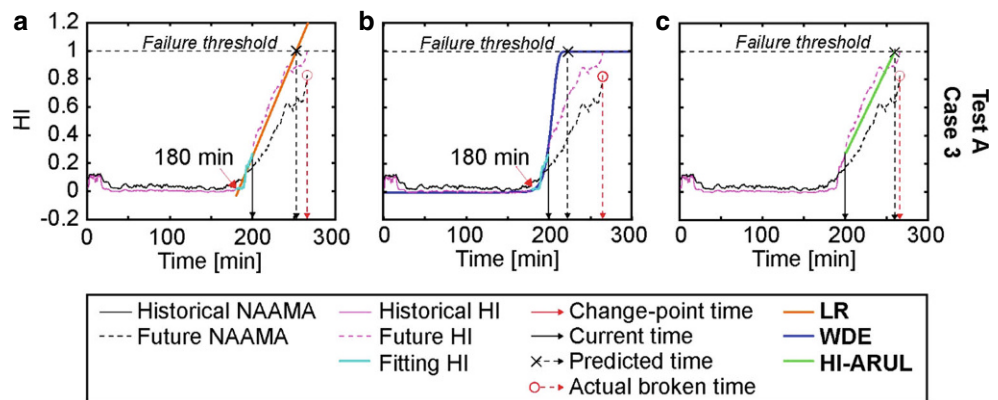 a
b
c
1.2
1
0.8
0.6
0.4
0.2
0
-0.2
HI
Failure threshold
180 min
0 100 200 300
Time [min]
Failure threshold
180 min
0 100 200 300
Time [min]
Failure threshold
0 100 200 300
Time [min]
Test A
Case 3
Historical NAAMA
Future NAAMA
Historical HI
Future HI
Fitting HI
Change-point time
Current time
Predicted time
Actual broken time
LR
WDE
HI-ARUL